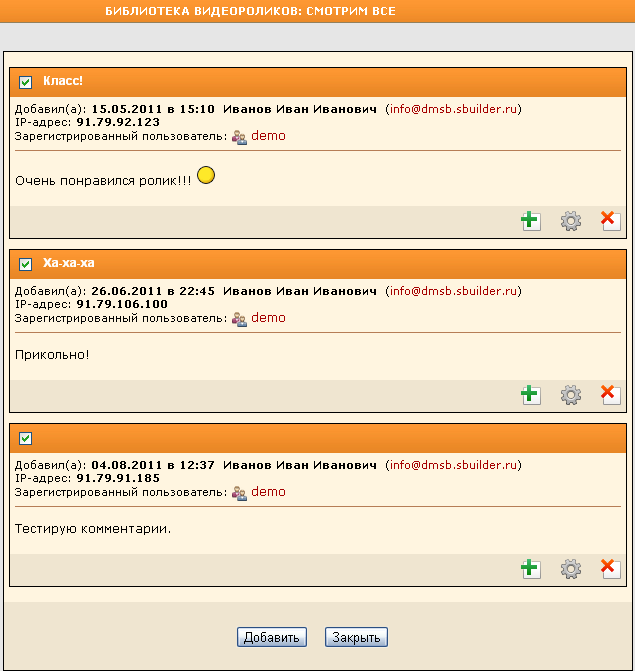 БИБЛИОТЕКА ВИДЕОРОЛИКОВ: СМОТРИМ ВСЕ
Класс!
Добавил(а): 15.05.2011 в 15:10 Иванов Иван Иванович (info@dmsb.sbuilder.ru)
IP-адрес: 91.79.92.123
Зарегистрированный пользователь: demo
Очень понравился ролик!!!
Ха-ха-ха
Добавил(а): 26.06.2011 в 22:45 Иванов Иван Иванович (info@dmsb.sbuilder.ru)
IP-адрес: 91.79.106.100
Зарегистрированный пользователь: demo
Прикольно!
Добавил(а): 04.08.2011 в 12:37 Иванов Иван Иванович (info@dmsb.sbuilder.ru)
IP-адрес: 91.79.91.185
Зарегистрированный пользователь: demo
Тестирую комментарии.
Добавить Закрыть